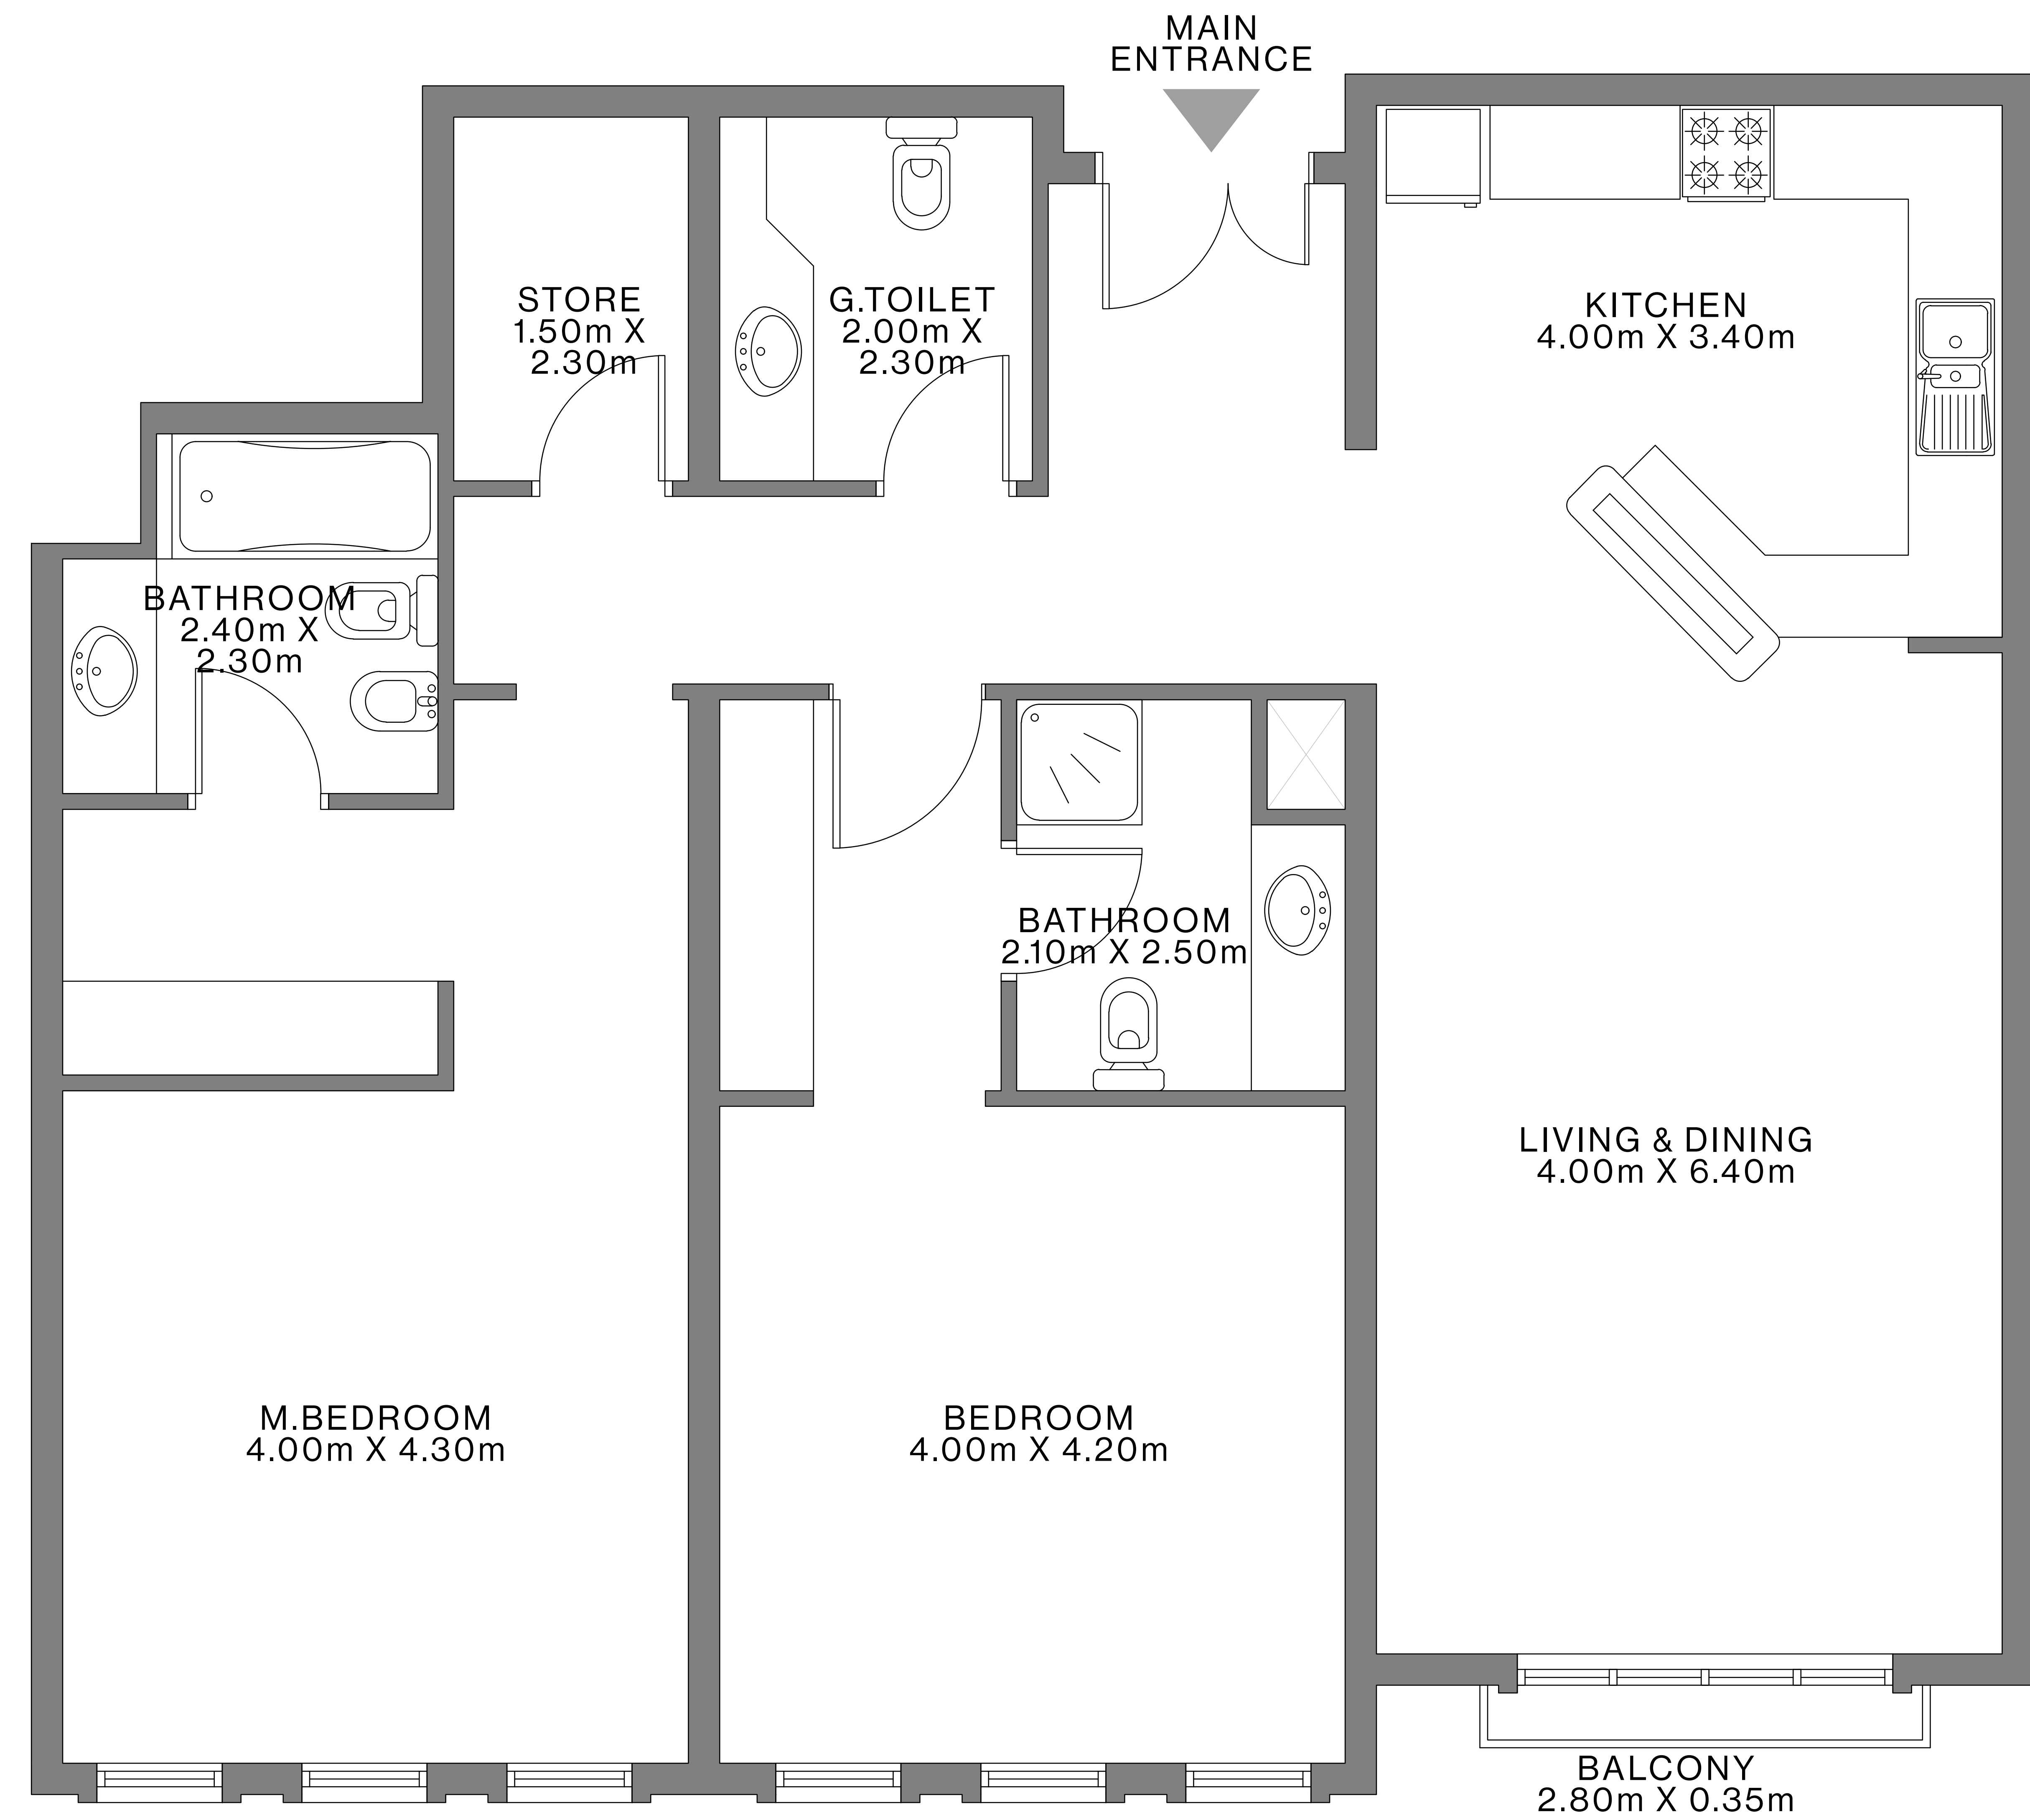 MAIN
ENTRANCE
STORE
1.50m X
2.30m
G.TOILET
2.00m X
2.30m
KITCHEN
4.00m X 3.40m
BATHROOM
2.40m X
2.30m
BATHROOM
2.10m X 2.50m
LIVING & DINING
4.00m X 6.40m
M.BEDROOM
4.00m X 4.30m
BEDROOM
4.00m X 4.20m
BALCONY
2.80m X 0.35m